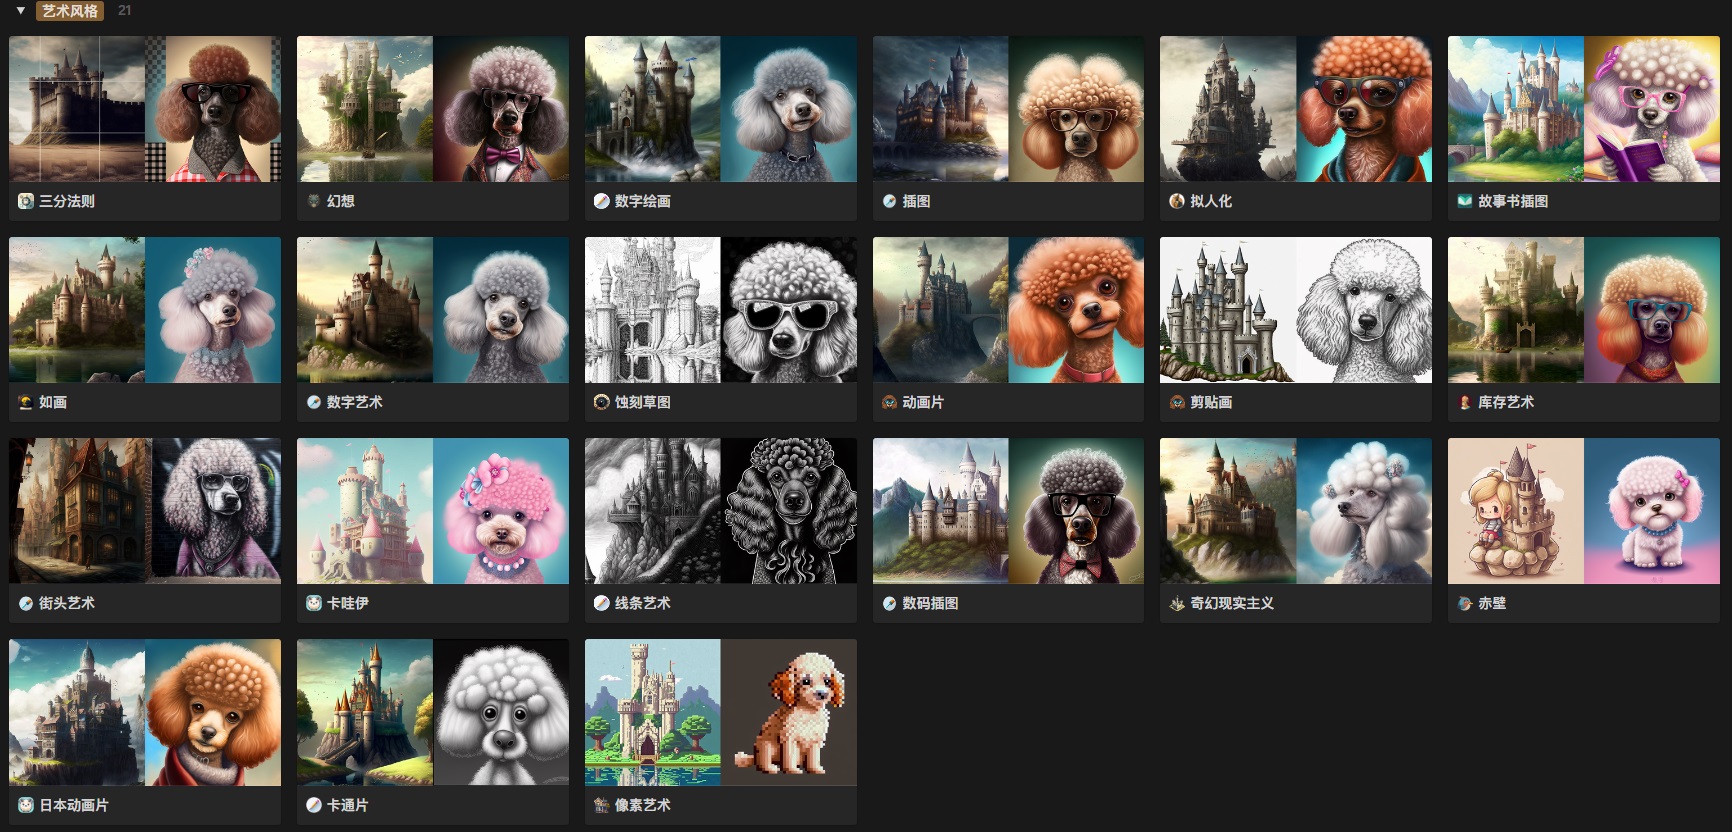 艺术风格 21
三分法则
幻想
数字绘画
插图
拟人化
故事书插图
如画
数字艺术
蚀刻草图
动画片
剪贴画
库存艺术
街头艺术
卡哇伊
线条艺术
数码插图
奇幻现实主义
赤壁
日本动画片
卡通片
像素艺术